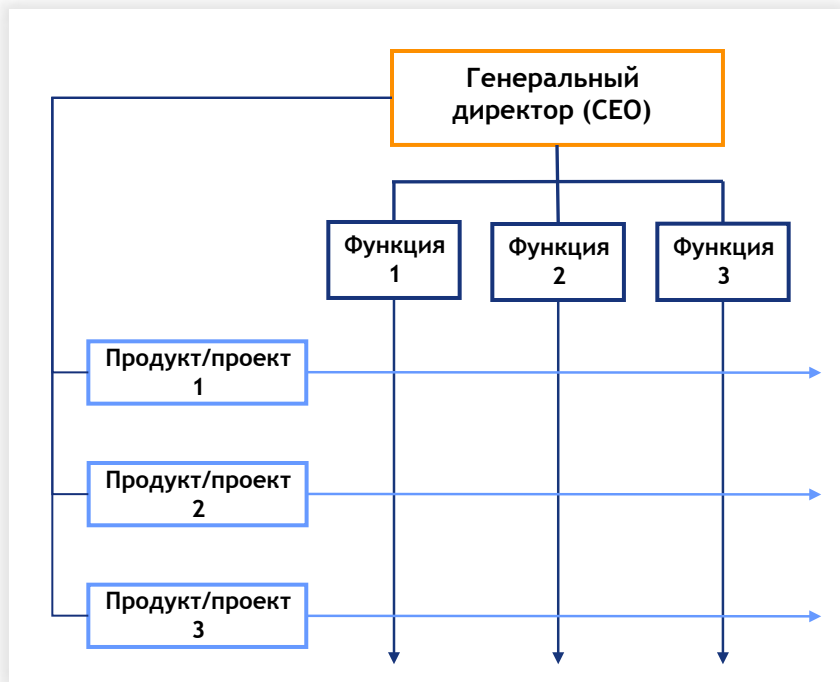 Генеральный
директор (CEO)
Функция
1
Функция
2
Функция
3
Продукт/проект
1
Продукт/проект
2
Продукт/проект
3